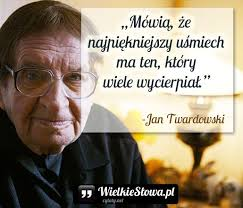 „Mówią, że
najpiękniejszy uśmiech
ma ten, który
wiele wycierpiał.”
-Jan Twardowski
WielkieSłowa.pl
cytaty.net